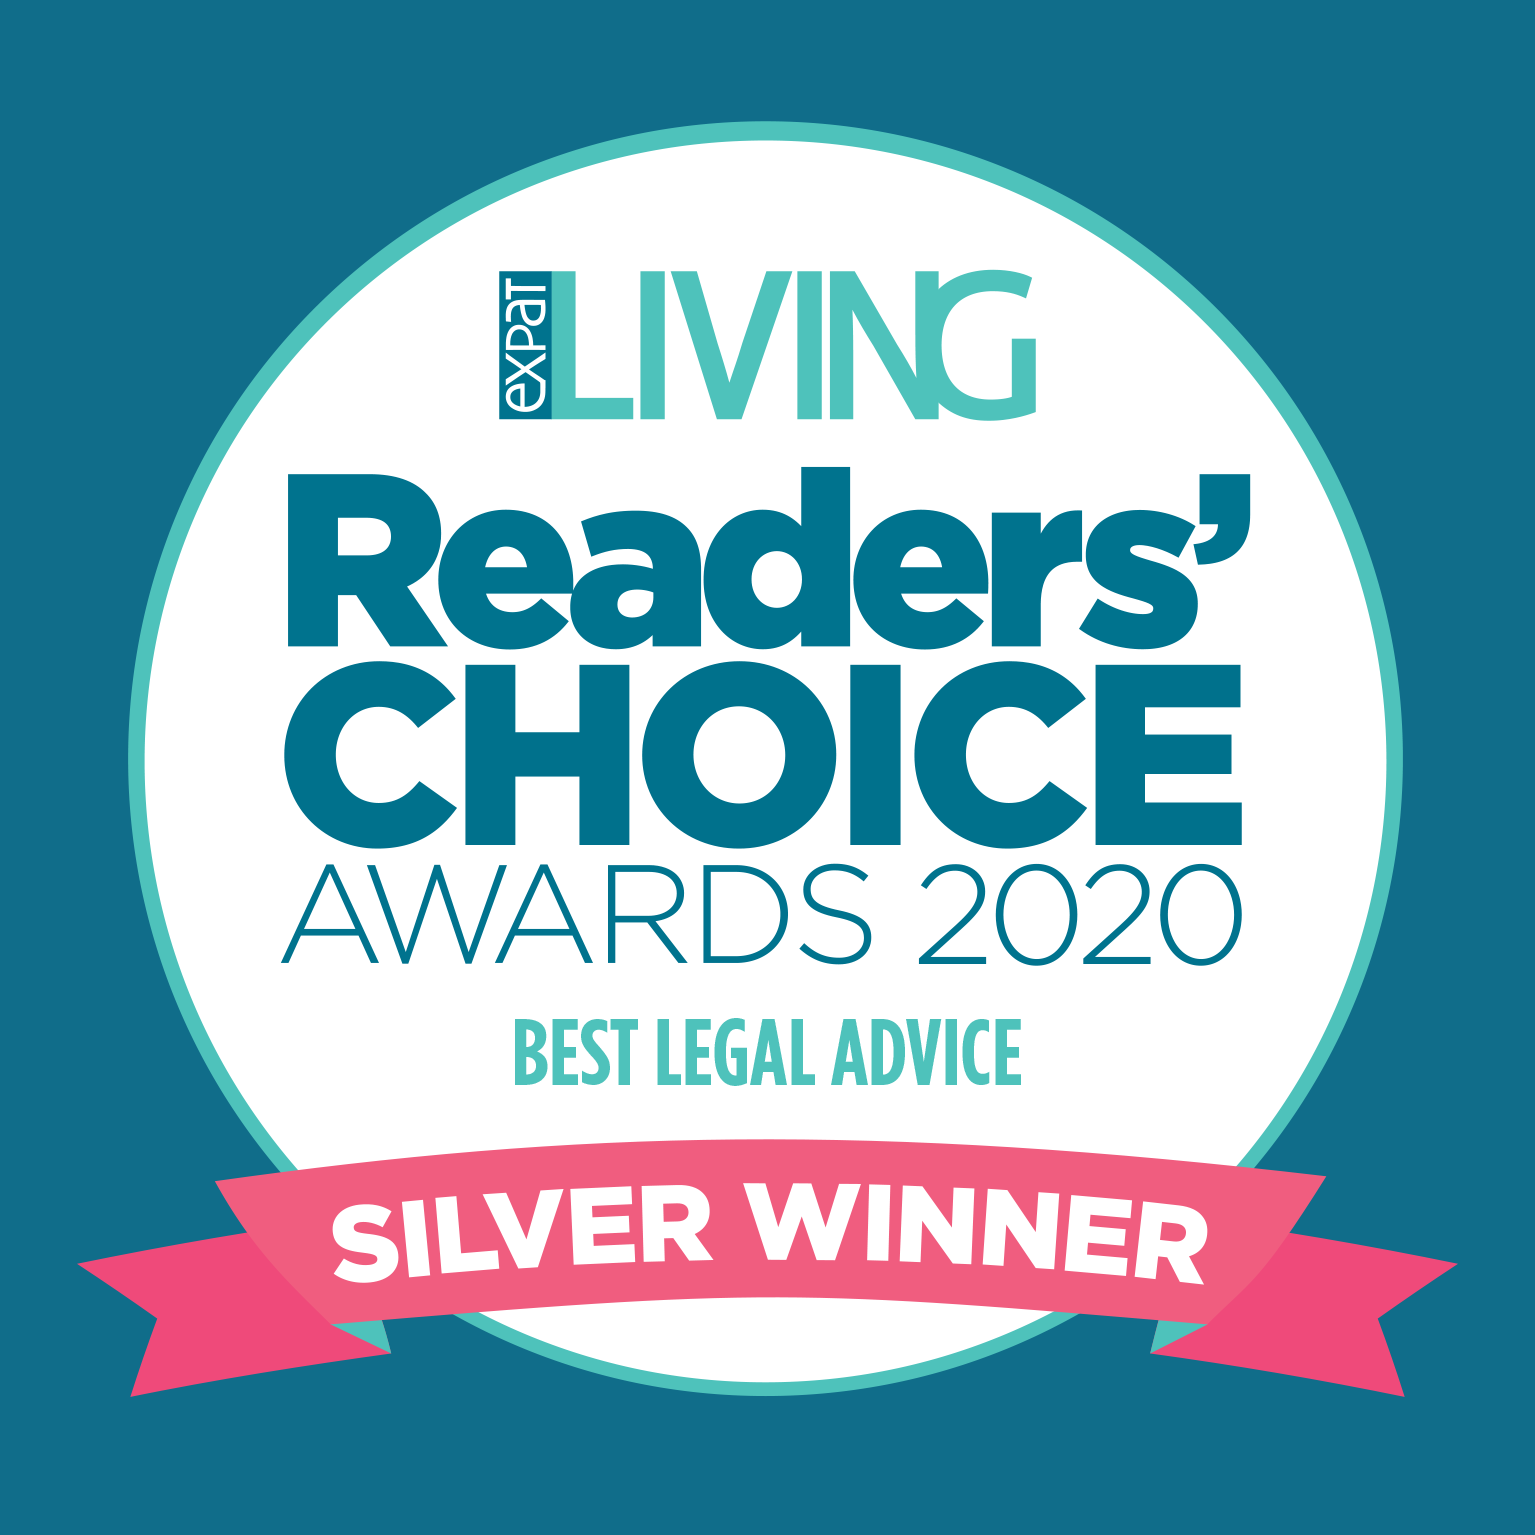 expat LIVING
Readers’
CHOICE
AWARDS 2020
BEST LEGAL ADVICE
SILVER WINNER